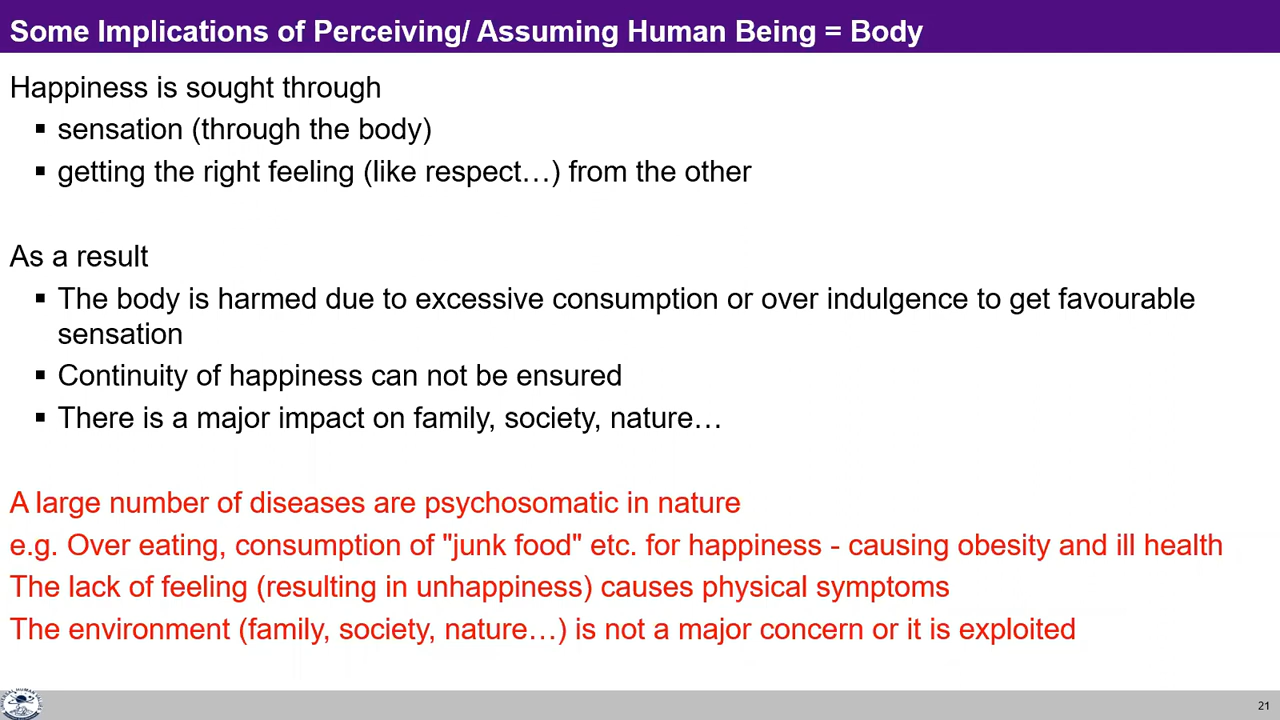 Some Implications of Perceiving/ Assuming Human Being = Body
Happiness is sought through
▪ sensation (through the body)
▪ getting the right feeling (like respect…) from the other
As a result
▪ The body is harmed due to excessive consumption or over indulgence to get favourable
sensation
▪ Continuity of happiness can not be ensured
▪ There is a major impact on family, society, nature…
A large number of diseases are psychosomatic in nature
e.g. Over eating, consumption of "junk food" etc. for happiness - causing obesity and ill health
The lack of feeling (resulting in unhappiness) causes physical symptoms
The environment (family, society, nature…) is not a major concern or it is exploited
21